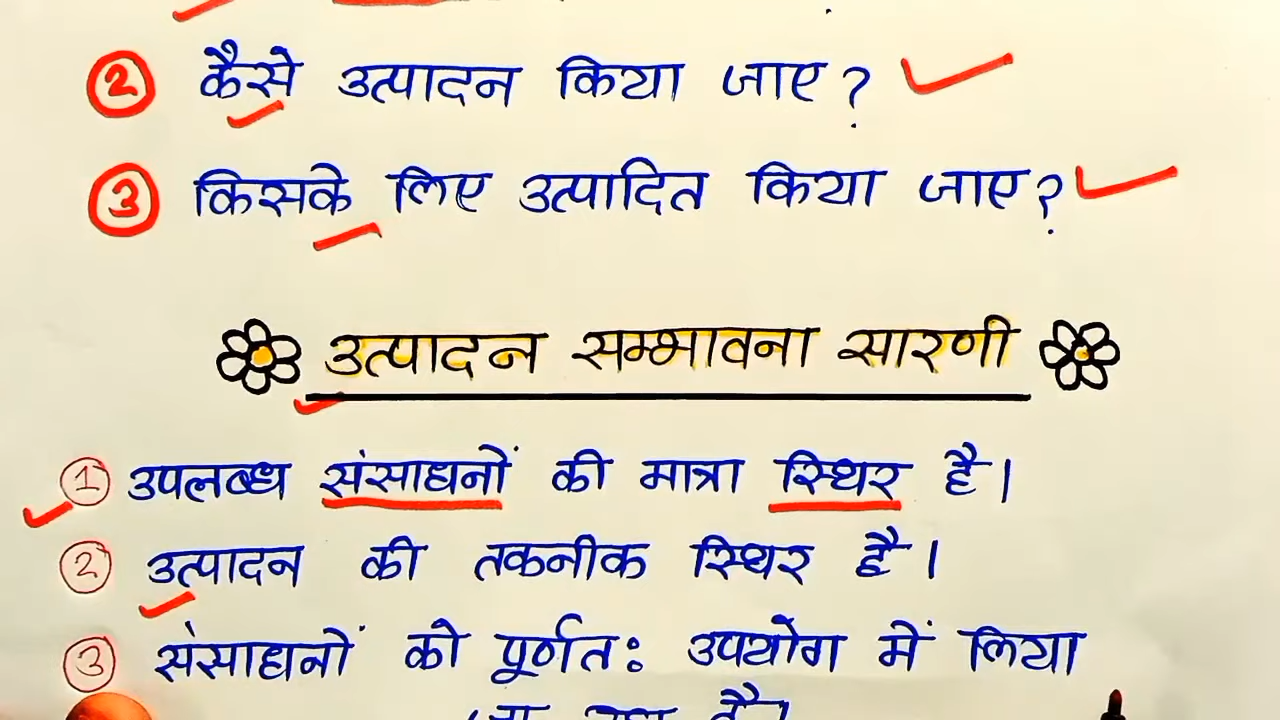 ② कैसे उत्पादन किया जाए?
③ किसके लिए उत्पादित किया जाए?
उत्पादन सम्भावना सारणी
① उपलब्ध संसाधनों की मात्रा स्थिर है।
② उत्पादन की तकनीक स्थिर है।
③ संसाधनों को पूर्णतः उपयोग में लिया
जा रहा है।